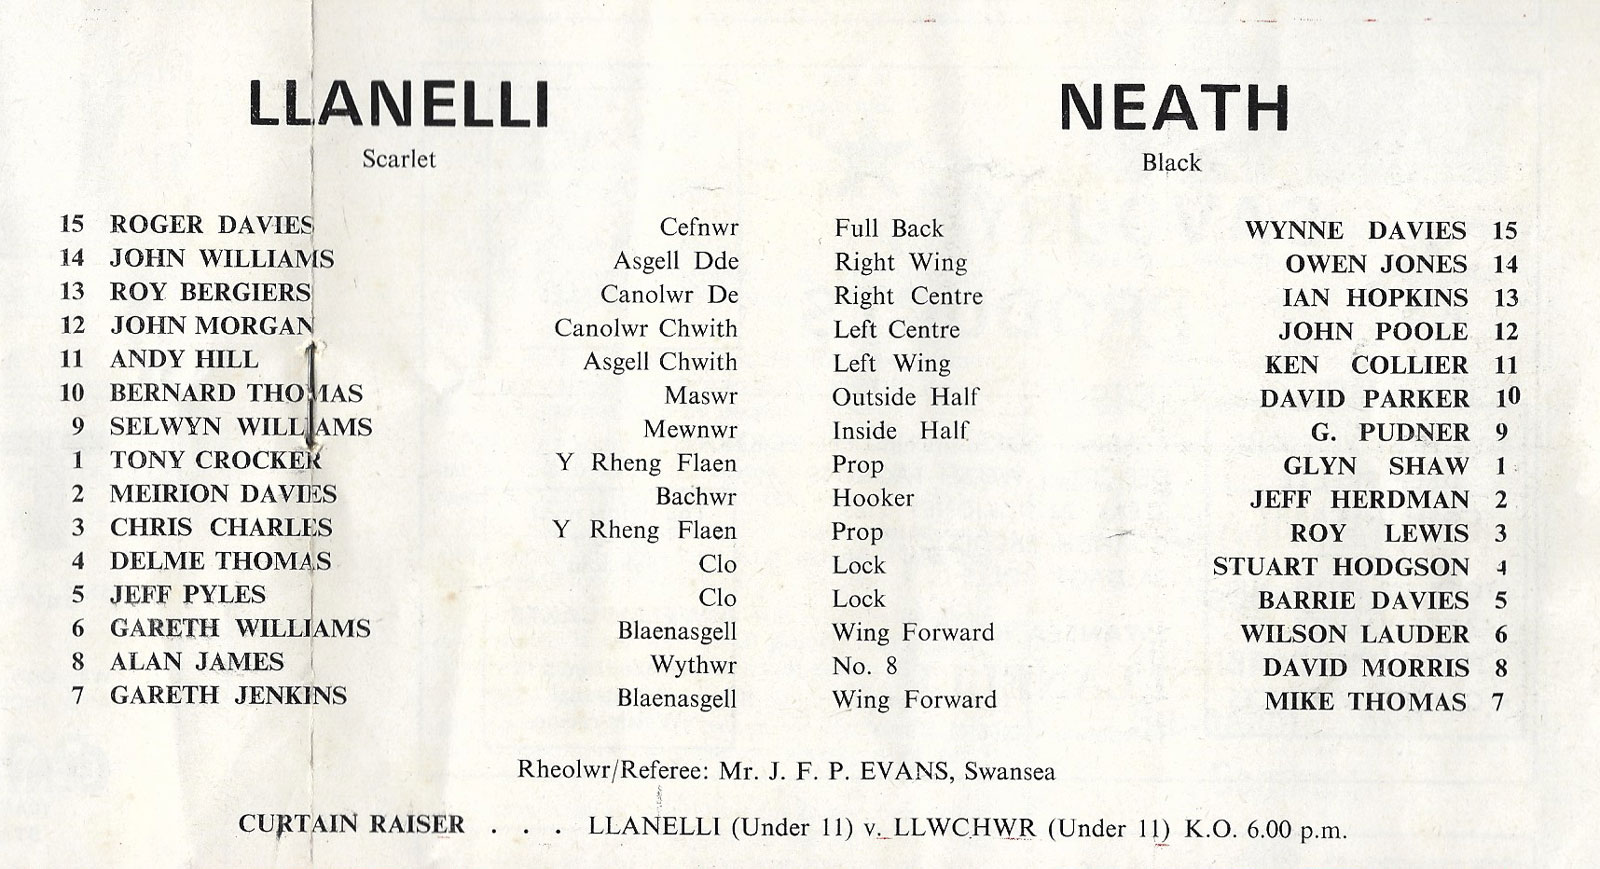 LLANELLI NEATH
Scarlet Black
15 ROGER DAVIES Cefnwr Full Back WYNNE DAVIES 15
14 JOHN WILLIAMS Asgell Dde Right Wing OWEN JONES 14
13 ROY BERGIERS Canolwr De Right Centre IAN HOPKINS 13
12 JOHN MORGAN Canolwr Chwith Left Centre JOHN POOLE 12
11 ANDY HILL Asgell Chwith Left Wing KEN COLLIER 11
10 BERNARD THOMAS Maswr Outside Half DAVID PARKER 10
9 SELWYN WILLIAMS Mewnwr Inside Half G. PUDNER 9
1 TONY CROCKER Y Rheng Flaen Prop GLYN SHAW 1
2 MEIRION DAVIES Bachwr Hooker JEFF HERDMAN 2
3 CHRIS CHARLES Y Rheng Flaen Prop ROY LEWIS 3
4 DELME THOMAS Clo Lock STUART HODGSON 4
5 JEFF PYLES Clo Lock BARRIE DAVIES 5
6 GARETH WILLIAMS Blaenasgell Wing Forward WILSON LAUDER 6
8 ALAN JAMES Wythwr No. 8 DAVID MORRIS 8
7 GARETH JENKINS Blaenasgell Wing Forward MIKE THOMAS 7
Rheolwr/Referee: Mr. J. F. P. EVANS, Swansea
CURTAIN RAISER . . . LLANELLI (Under 11) v. LLWCHWR (Under 11) K.O. 6.00 p.m.